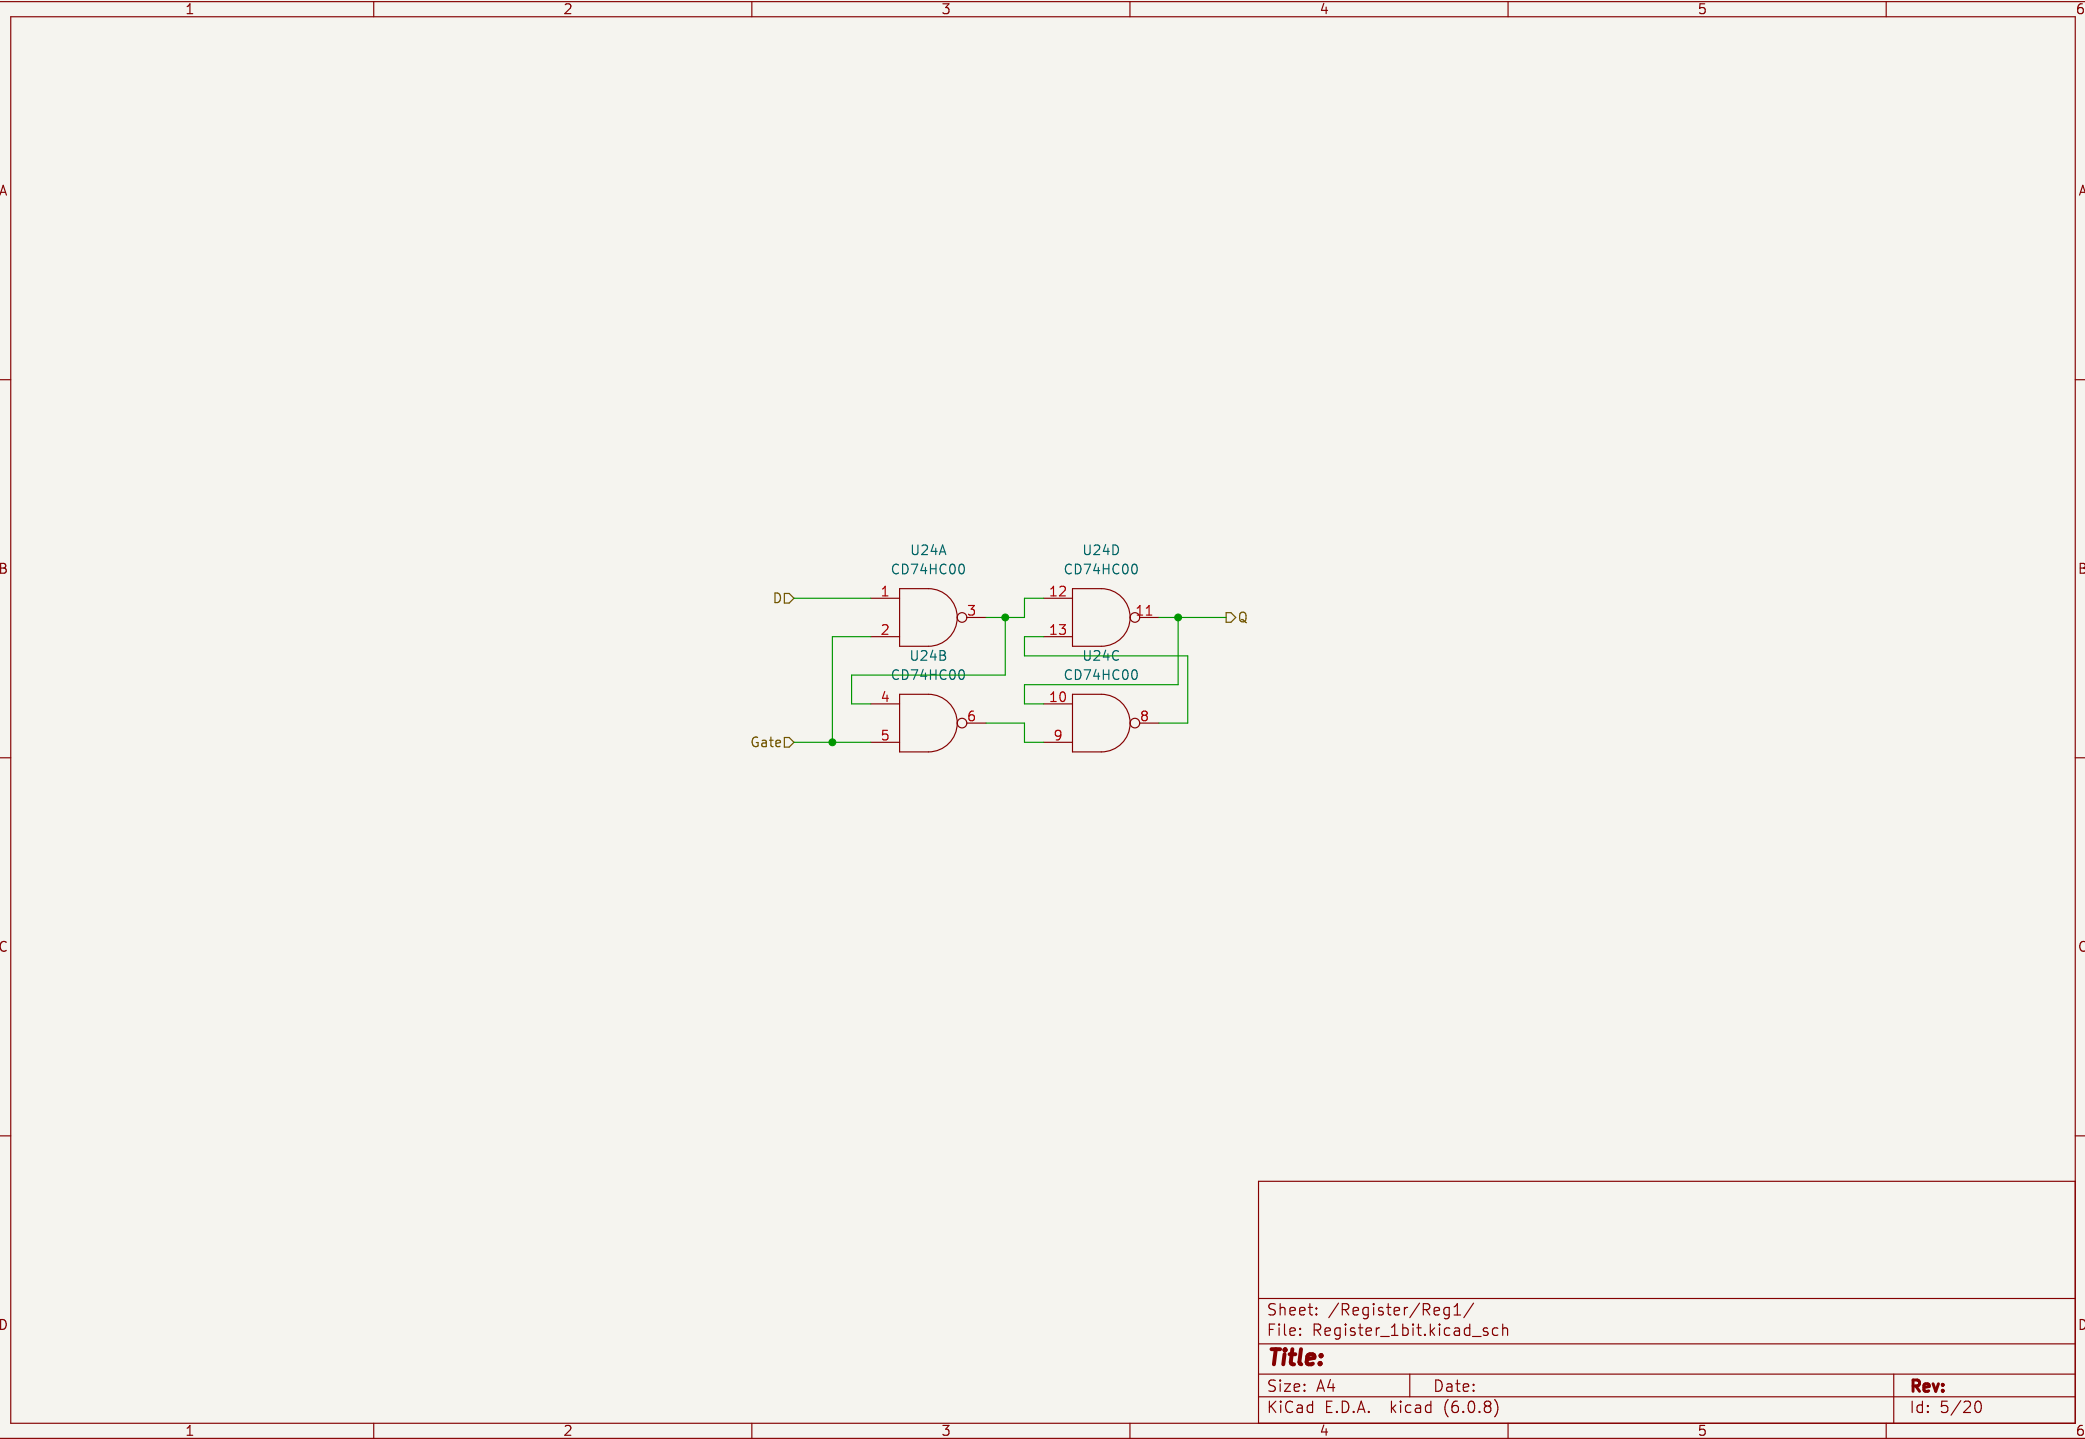 1 2 3 4 5 6
A A
U24A U24D
CD74HC00 CD74HC00
B B
D 1 3 12 11 Q
2 13
U24B U24C
CD74HC00 CD74HC00
4 6 10 8
Gate 5 9
C C
Sheet: /Register/Reg1/
D D
File: Register_1bit.kicad_sch
Title:
Size: A4 Date: Rev:
KiCad E.D.A. kicad (6.0.8) Id: 5/20
1 2 3 4 5 6